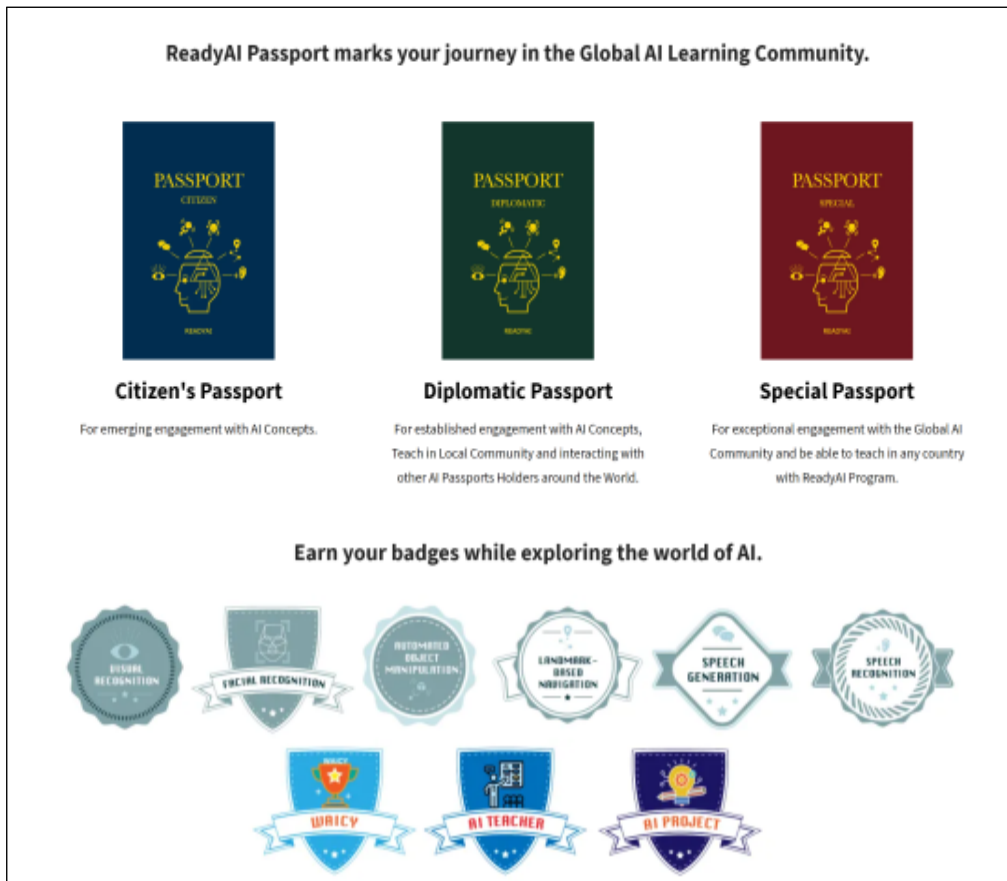 ReadyAI Passport marks your journey in the Global AI Learning Community.
PASSPORT
CITIZEN
READYAI
PASSPORT
DIPLOMATIC
READYAI
PASSPORT
SPECIAL
READYAI
Citizen's Passport
For emerging engagement with AI Concepts.
Diplomatic Passport
For established engagement with AI Concepts,
Teach in Local Community and interacting with
other AI Passports Holders around the World.
Special Passport
For exceptional engagement with the Global AI
Community and be able to teach in any country
with ReadyAI Program.
Earn your badges while exploring the world of AI.
VISUAL
RECOGNITION
FACIAL RECOGNITION
AUTOMATED
OBJECT
MANIPULATION
LANDMARK-
BASED
NAVIGATION
SPEECH
GENERATION
SPEECH
RECOGNITION
WAICY
WAICY
AI TEACHER
AI PROJECT